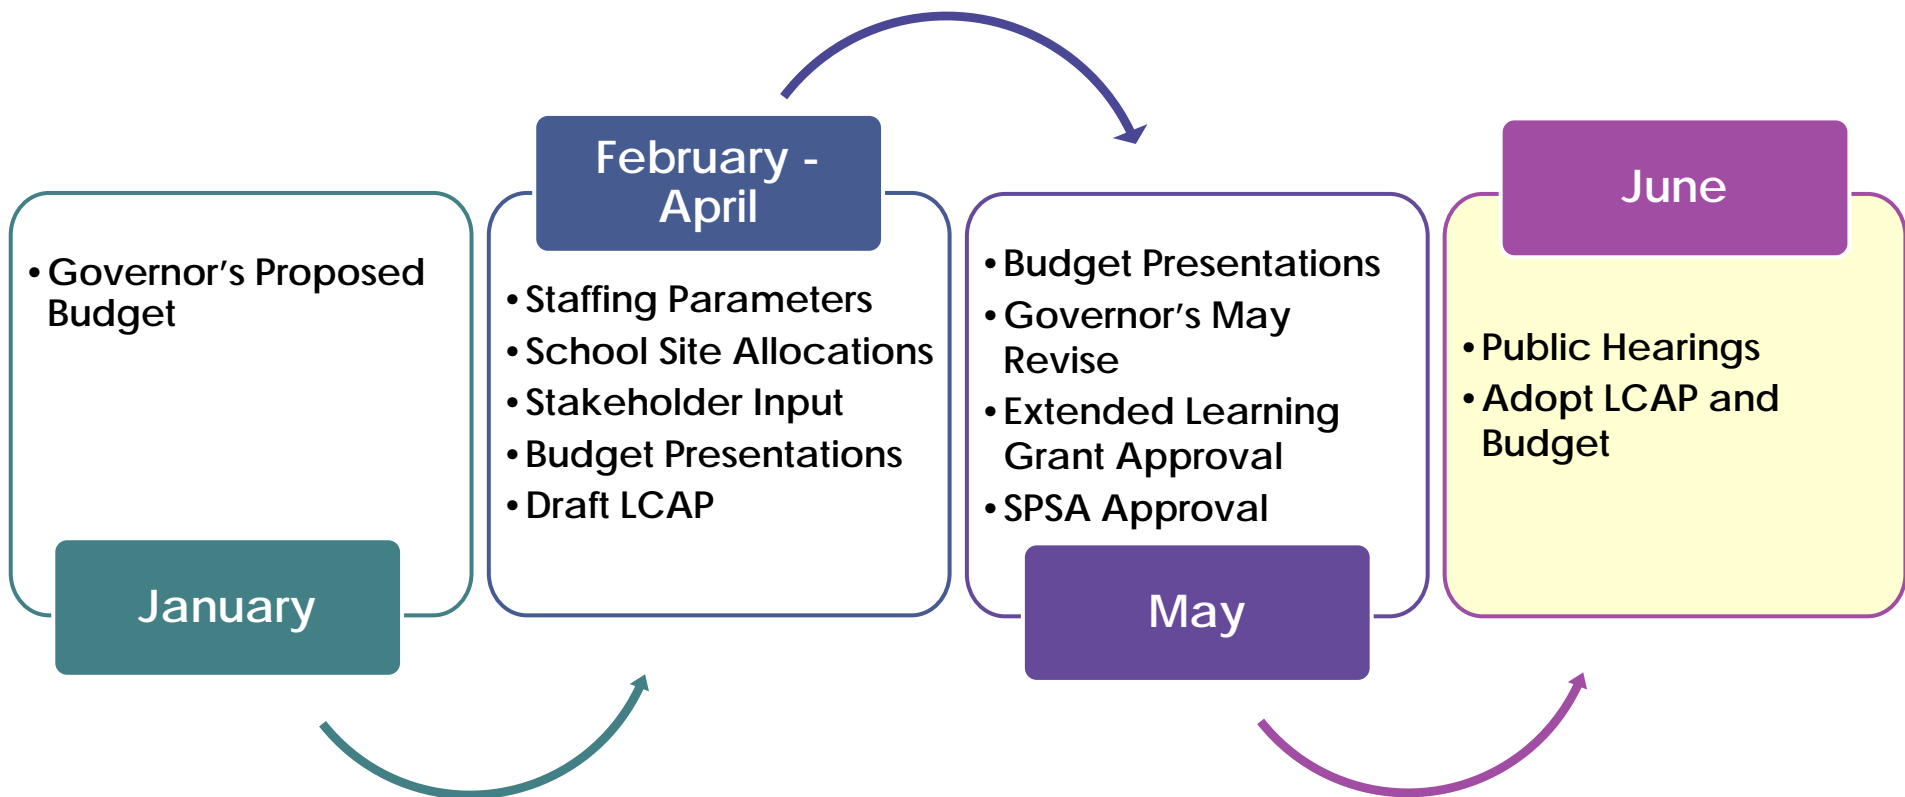 • Governor's Proposed
Budget
January
February -
April
• Staffing Parameters
• School Site Allocations
• Stakeholder Input
• Budget Presentations
• Draft LCAP
• Budget Presentations
• Governor's May
Revise
• Extended Learning
Grant Approval
• SPSA Approval
May
June
• Public Hearings
• Adopt LCAP and
Budget